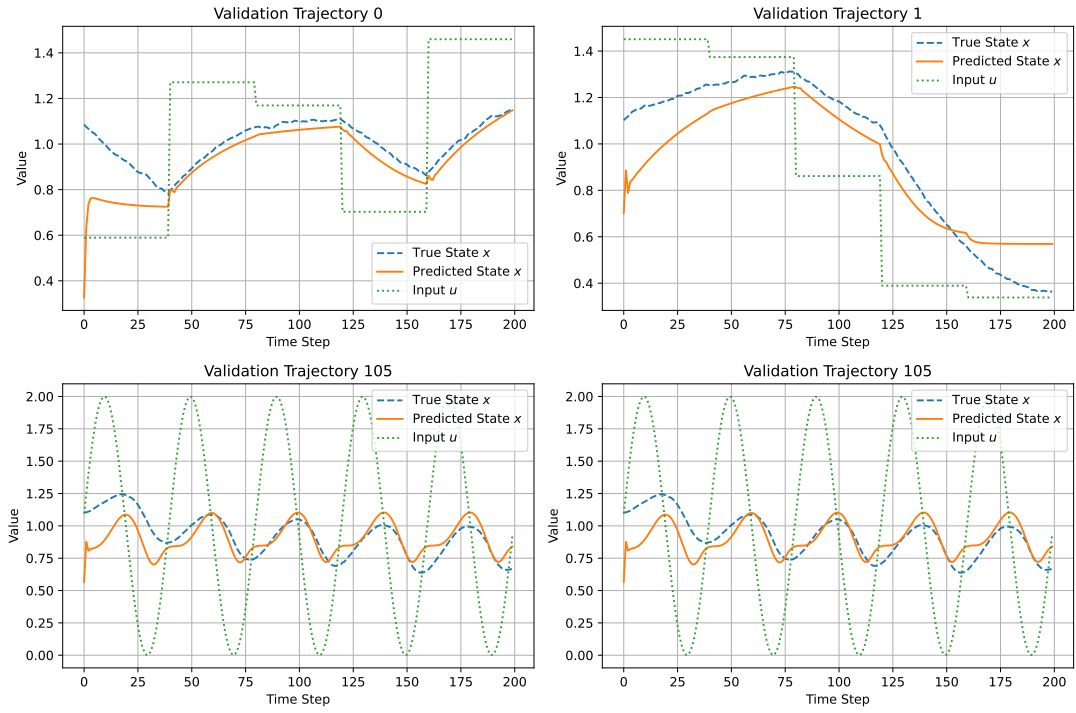 Validation Trajectory 0
Value
1.4
1.2
1.0
0.8
0.6
0.4
True State x
Predicted State x
Input u
0 25 50 75 100 125 150 175 200
Time Step
Validation Trajectory 1
Value
1.4
1.2
1.0
0.8
0.6
0.4
True State x
Predicted State x
Input u
0 25 50 75 100 125 150 175 200
Time Step
Validation Trajectory 105
Value
2.00
1.75
1.50
1.25
1.00
0.75
0.50
0.25
0.00
True State x
Predicted State x
Input u
0 25 50 75 100 125 150 175 200
Time Step
Validation Trajectory 105
Value
2.00
1.75
1.50
1.25
1.00
0.75
0.50
0.25
0.00
True State x
Predicted State x
Input u
0 25 50 75 100 125 150 175 200
Time Step